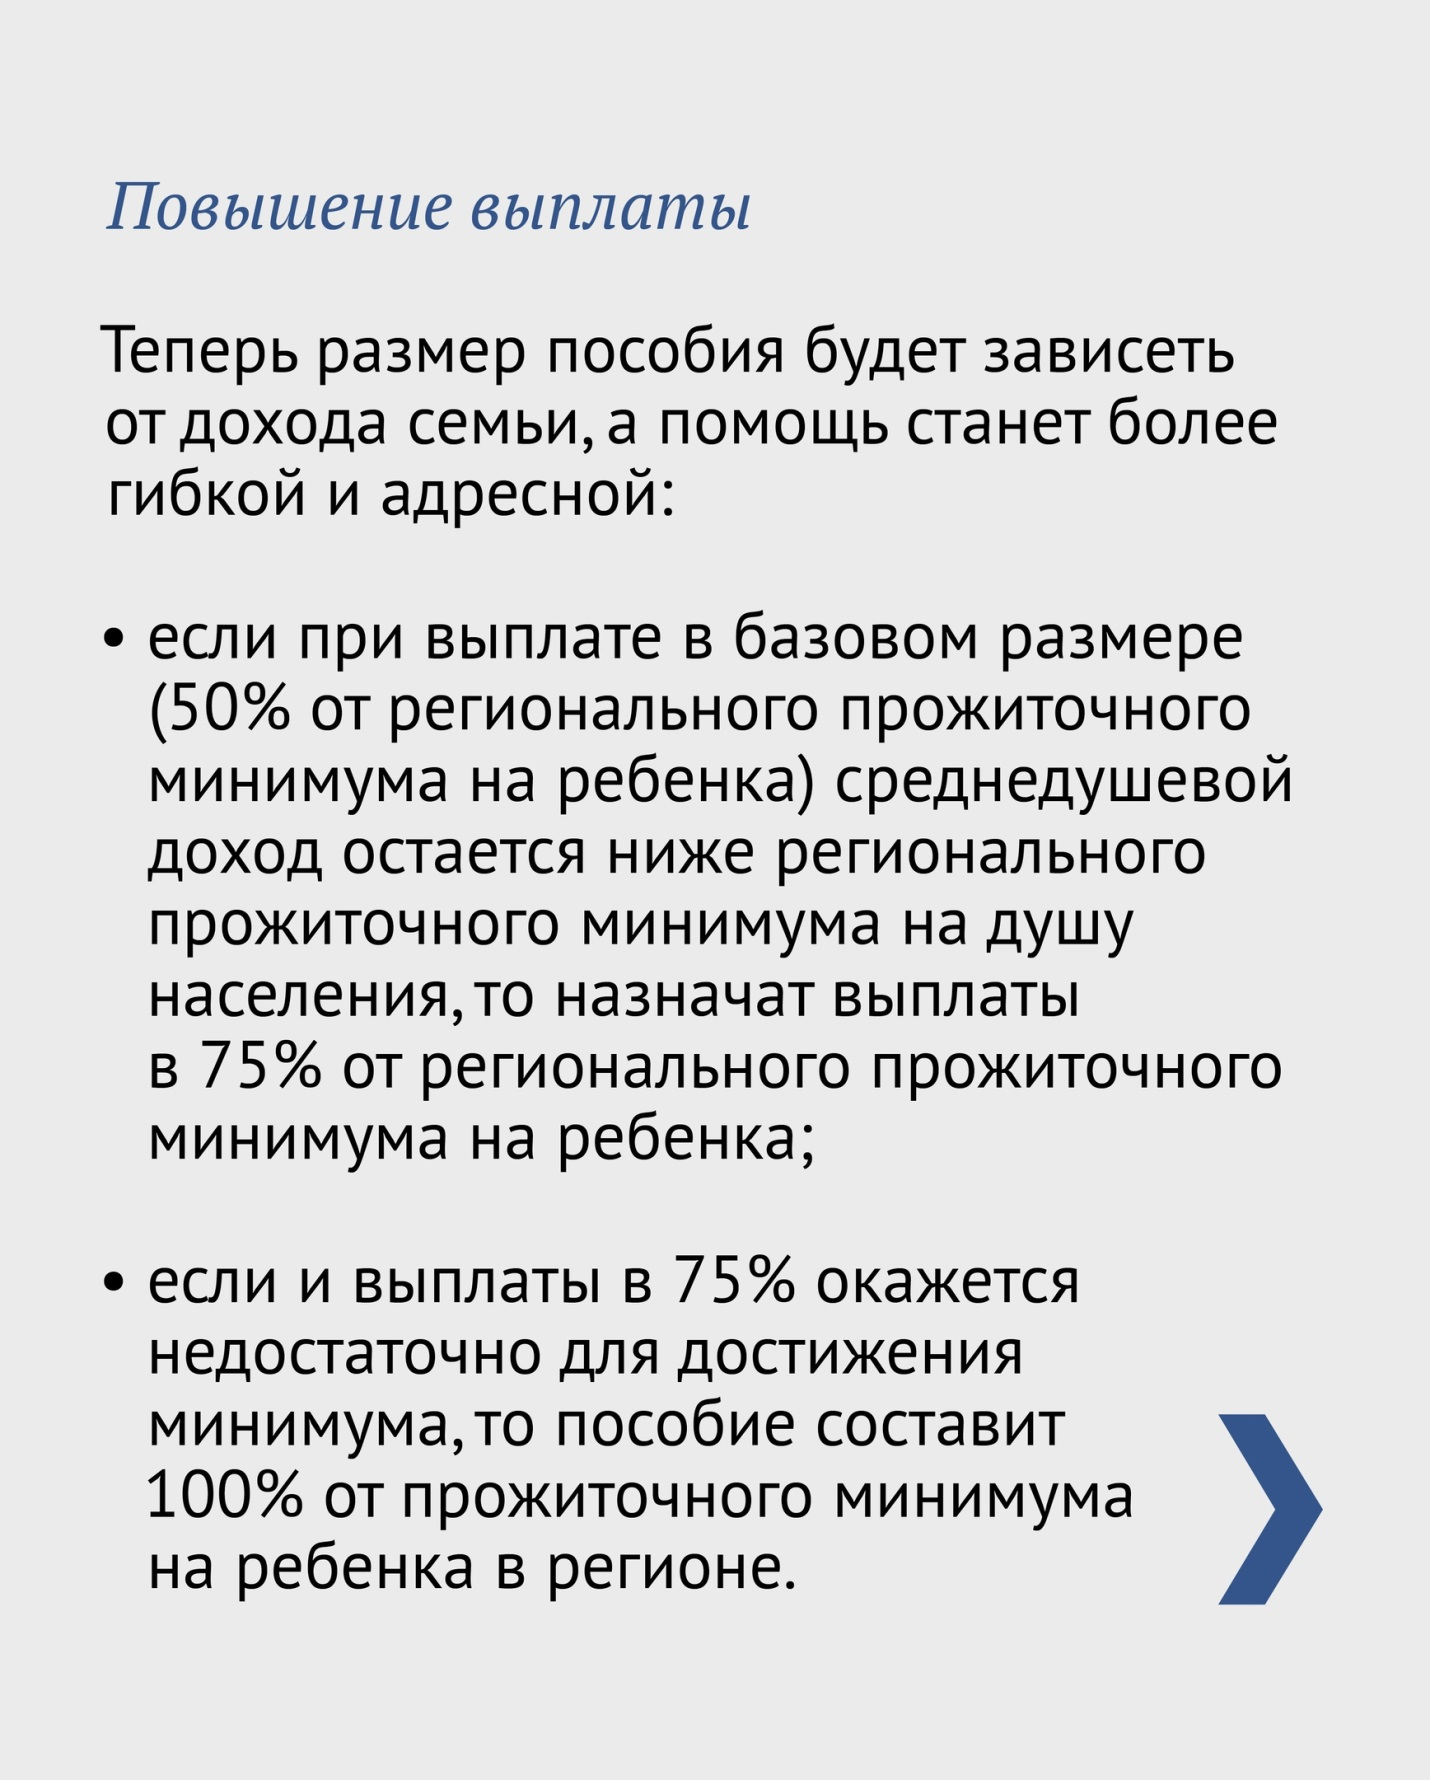 Повышение выплаты
Теперь размер пособия будет зависеть
от дохода семьи, а помощь станет более
гибкой и адресной:
• если при выплате в базовом размере
(50% от регионального прожиточного
минимума на ребенка) среднедушевой
доход остается ниже регионального
прожиточного минимума на душу
населения, то назначат выплаты
в 75% от регионального прожиточного
минимума на ребенка;
• если и выплаты в 75% окажется
недостаточно для достижения
минимума, то пособие составит
100% от прожиточного минимума
на ребенка в регионе.